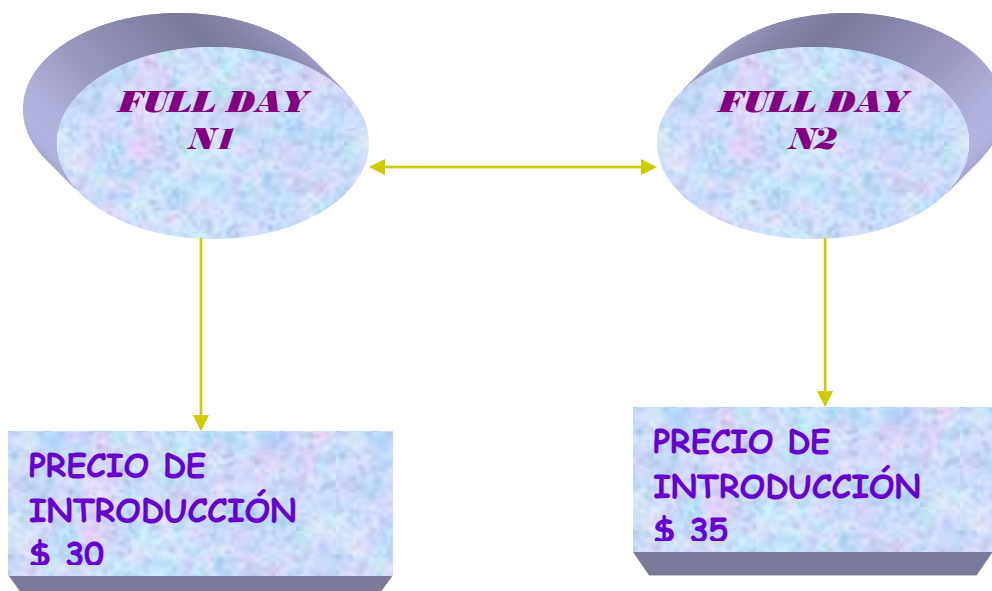 FULL DAY
N1
FULL DAY
N2
PRECIO DE
INTRODUCCIÓN
$ 30
PRECIO DE
INTRODUCCIÓN
$ 35